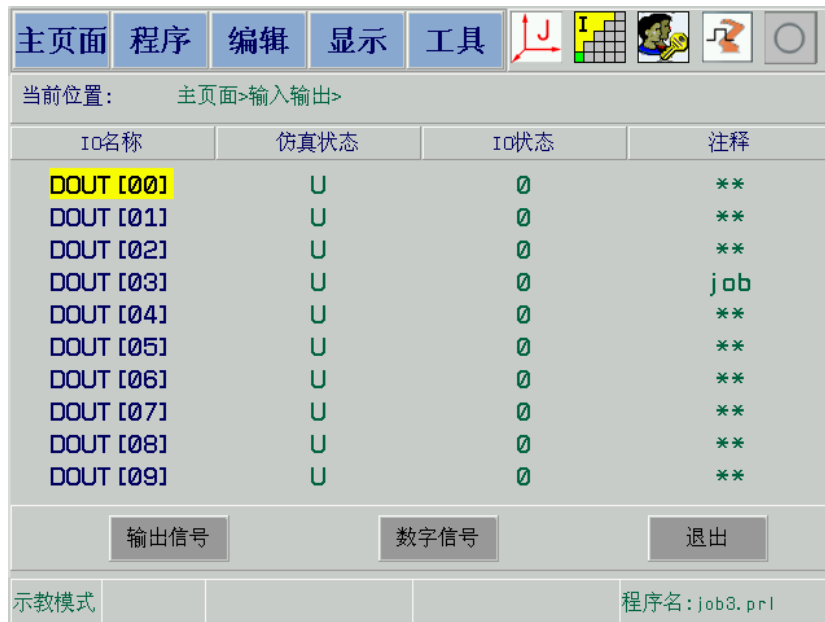 主页面 程序 编辑 显示 工具 J I
当前位置: 主页面>输入输出>
IO名称 仿真状态 IO状态 注释
DOUT [00] U 0 **
DOUT [01] U 0 **
DOUT [02] U 0 **
DOUT [03] U 0 job
DOUT [04] U 0 **
DOUT [05] U 0 **
DOUT [06] U 0 **
DOUT [07] U 0 **
DOUT [08] U 0 **
DOUT [09] U 0 **
输出信号 数字信号 退出
示教模式 程序名:job3.prl